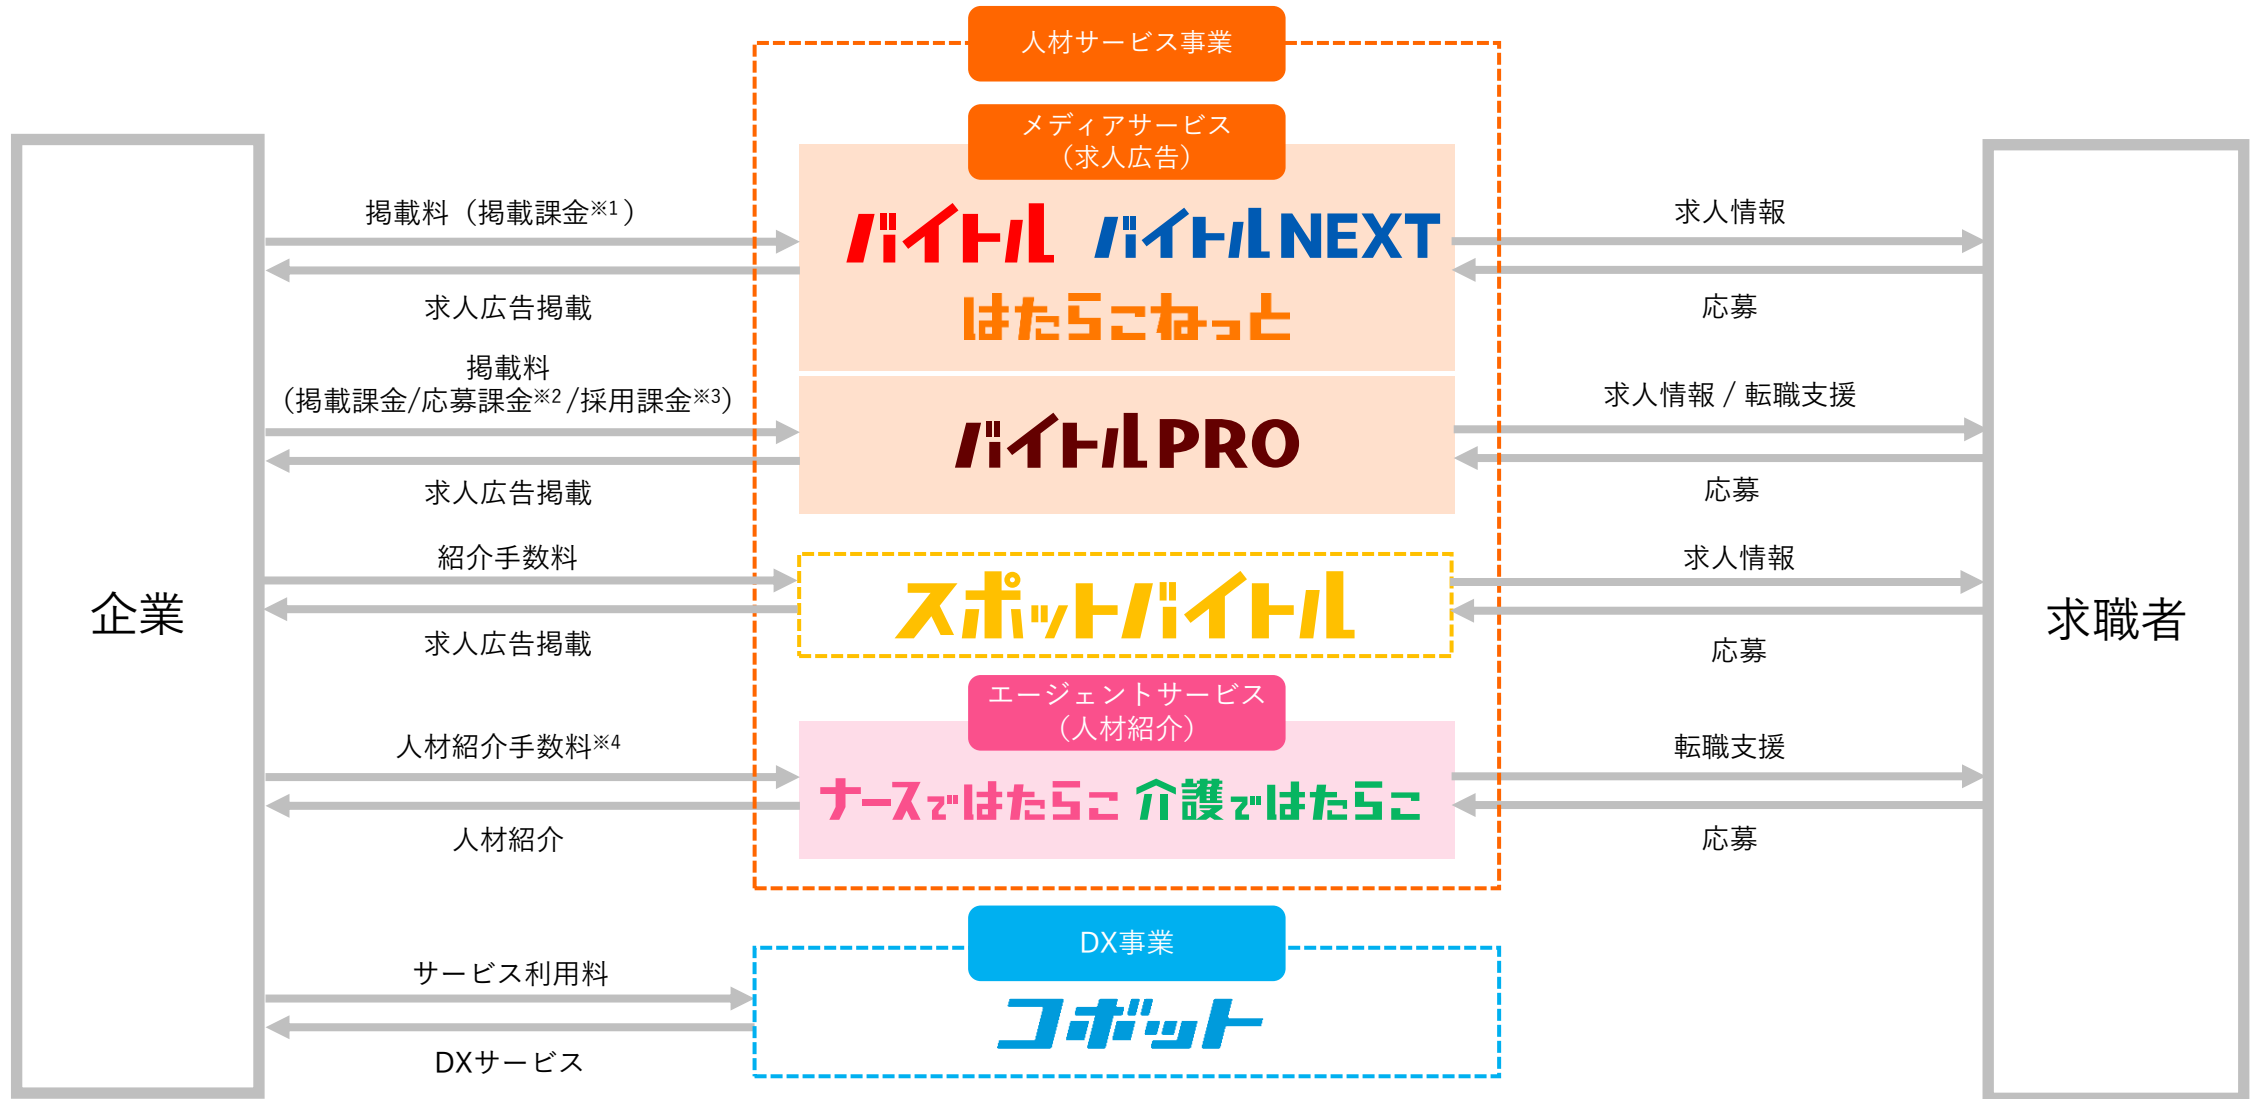 人材サービス事業
メディアサービス
（求人広告）
企業
掲載料（掲載課金※1）
求人広告掲載
バイトル バイトルNEXT
はたらこねっと
求人情報
応募
掲載料
（掲載課金/応募課金※2/採用課金※3）
求人広告掲載
バイトルPRO
求人情報 / 転職支援
応募
紹介手数料
求人広告掲載
スポットバイトル
求人情報
応募
求職者
エージェントサービス
（人材紹介）
人材紹介手数料※4
人材紹介
ナースではたらこ 介護ではたらこ
転職支援
応募
DX事業
サービス利用料
DXサービス
コボット